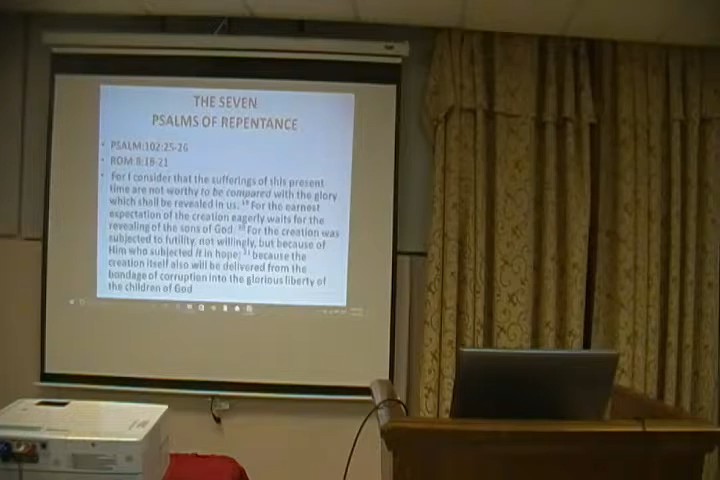 THE SEVEN
PSALMS OF REPENTANCE
• PSALM:102:25-26
• ROM:8:18-21
• For I consider that the sufferings of this present
time are not worthy to be compared with the glory
which shall be revealed in us. 19 For the earnest
expectation of the creation eagerly waits for the
revealing of the sons of God. 20 For the creation was
subjected to futility, not willingly, but because of
Him who subjected it in hope; 21 because the
creation itself also will be delivered from the
bondage of corruption into the glorious liberty of
the children of God